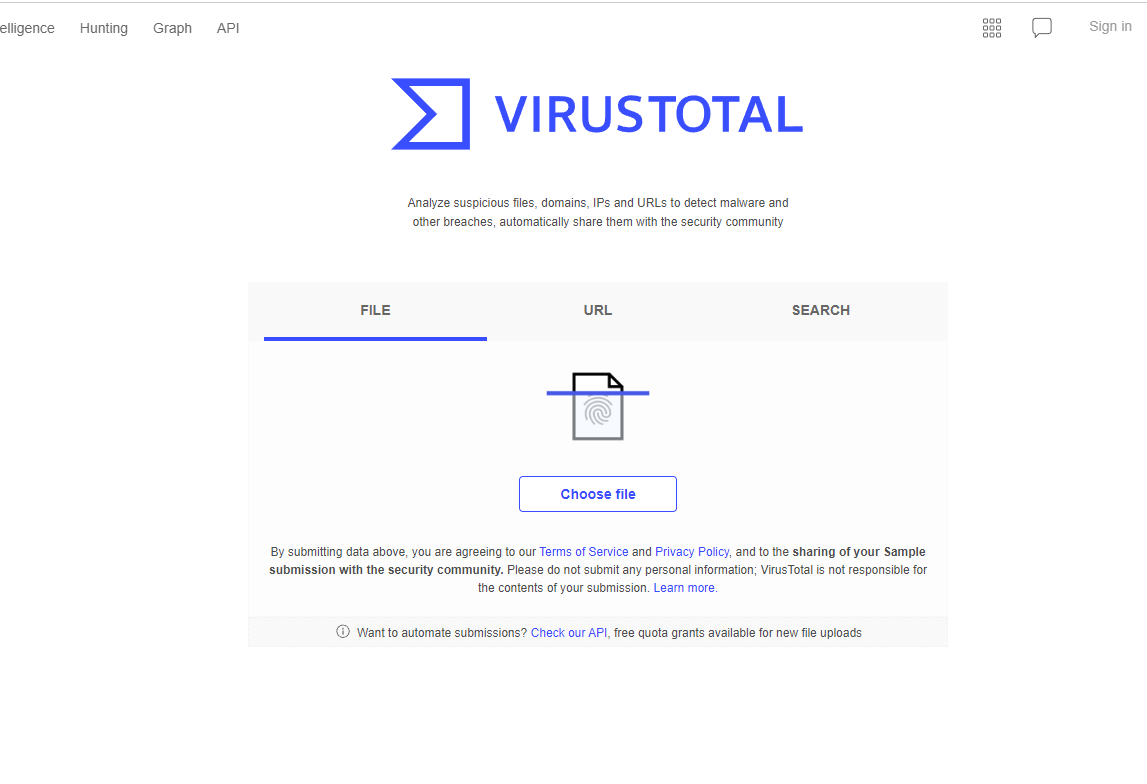 elligence Hunting Graph API Sign in
VIRUSTOTAL
Analyze suspicious files, domains, IPs and URLs to detect malware and
other breaches, automatically share them with the security community
FILE URL SEARCH
Choose file
By submitting data above, you are agreeing to our Terms of Service and Privacy Policy, and to the sharing of your Sample
submission with the security community. Please do not submit any personal information; VirusTotal is not responsible for
the contents of your submission. Learn more.
Want to automate submissions? Check our API, free quota grants available for new file uploads